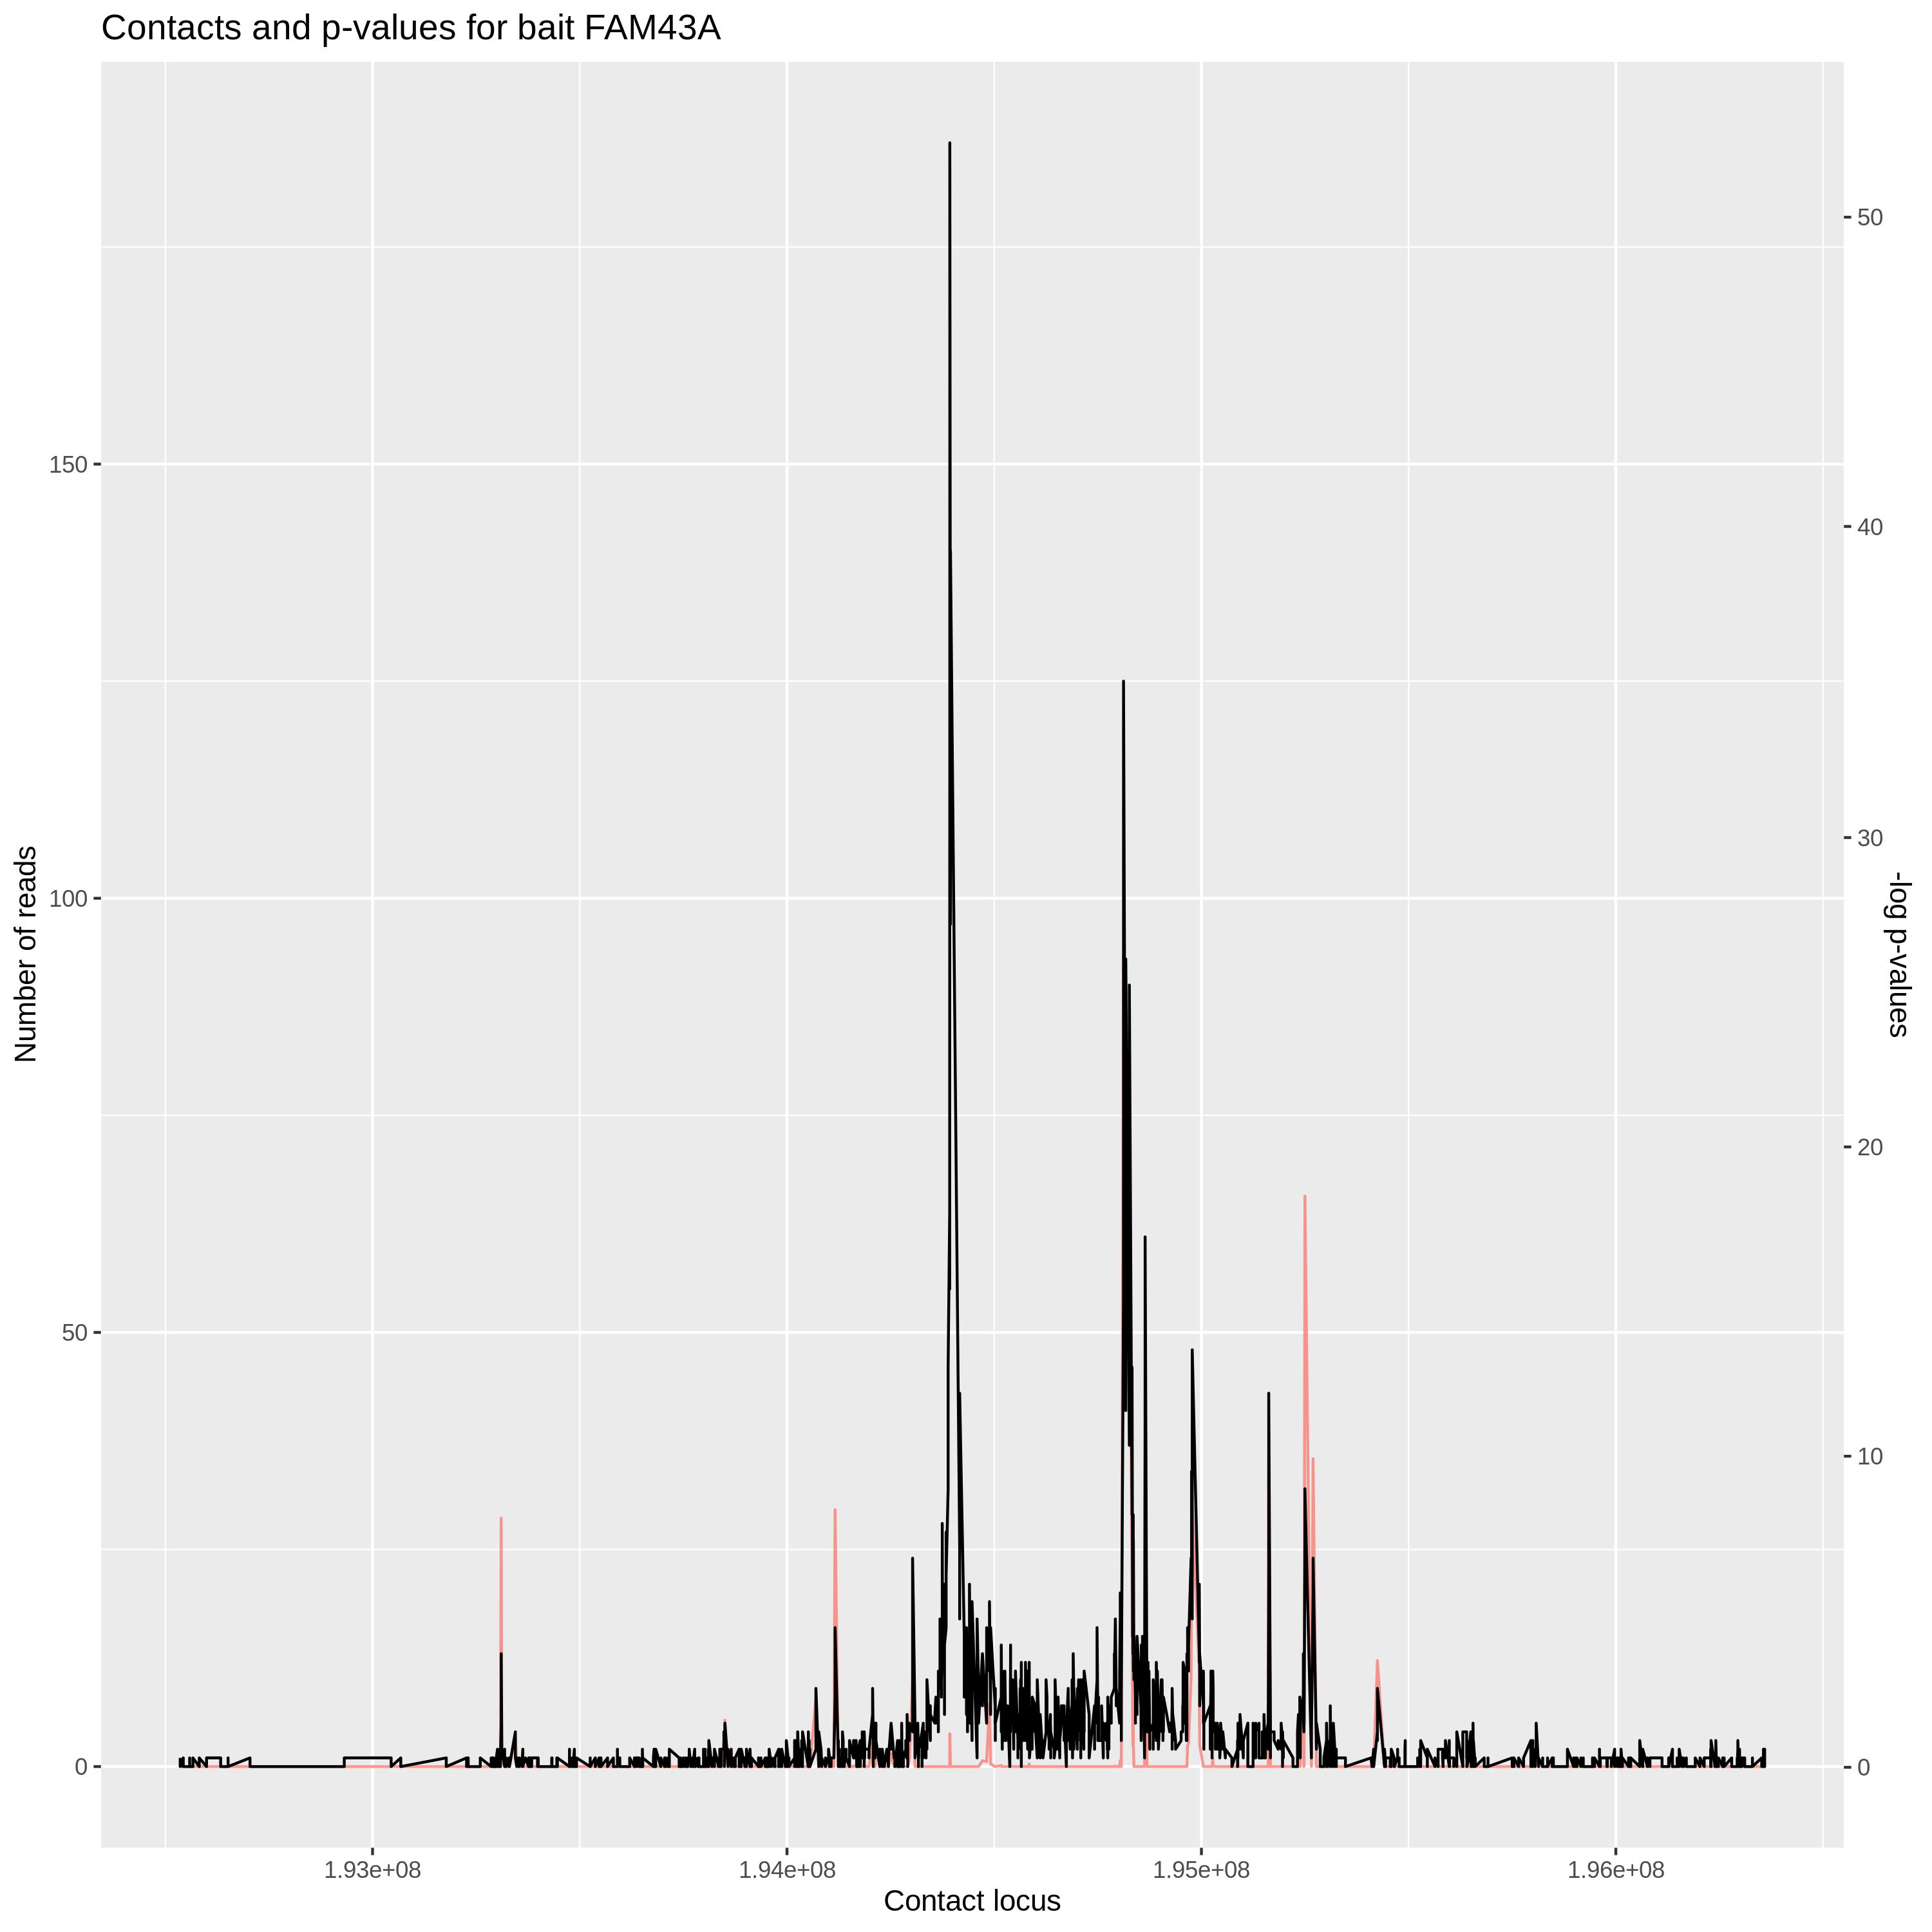 Contacts and p-values for bait FAM43A
Number of reads
150
100
50
0
50
40
30
20
10
0
-log p-values
1.93e+08 1.94e+08 1.95e+08 1.96e+08
Contact locus